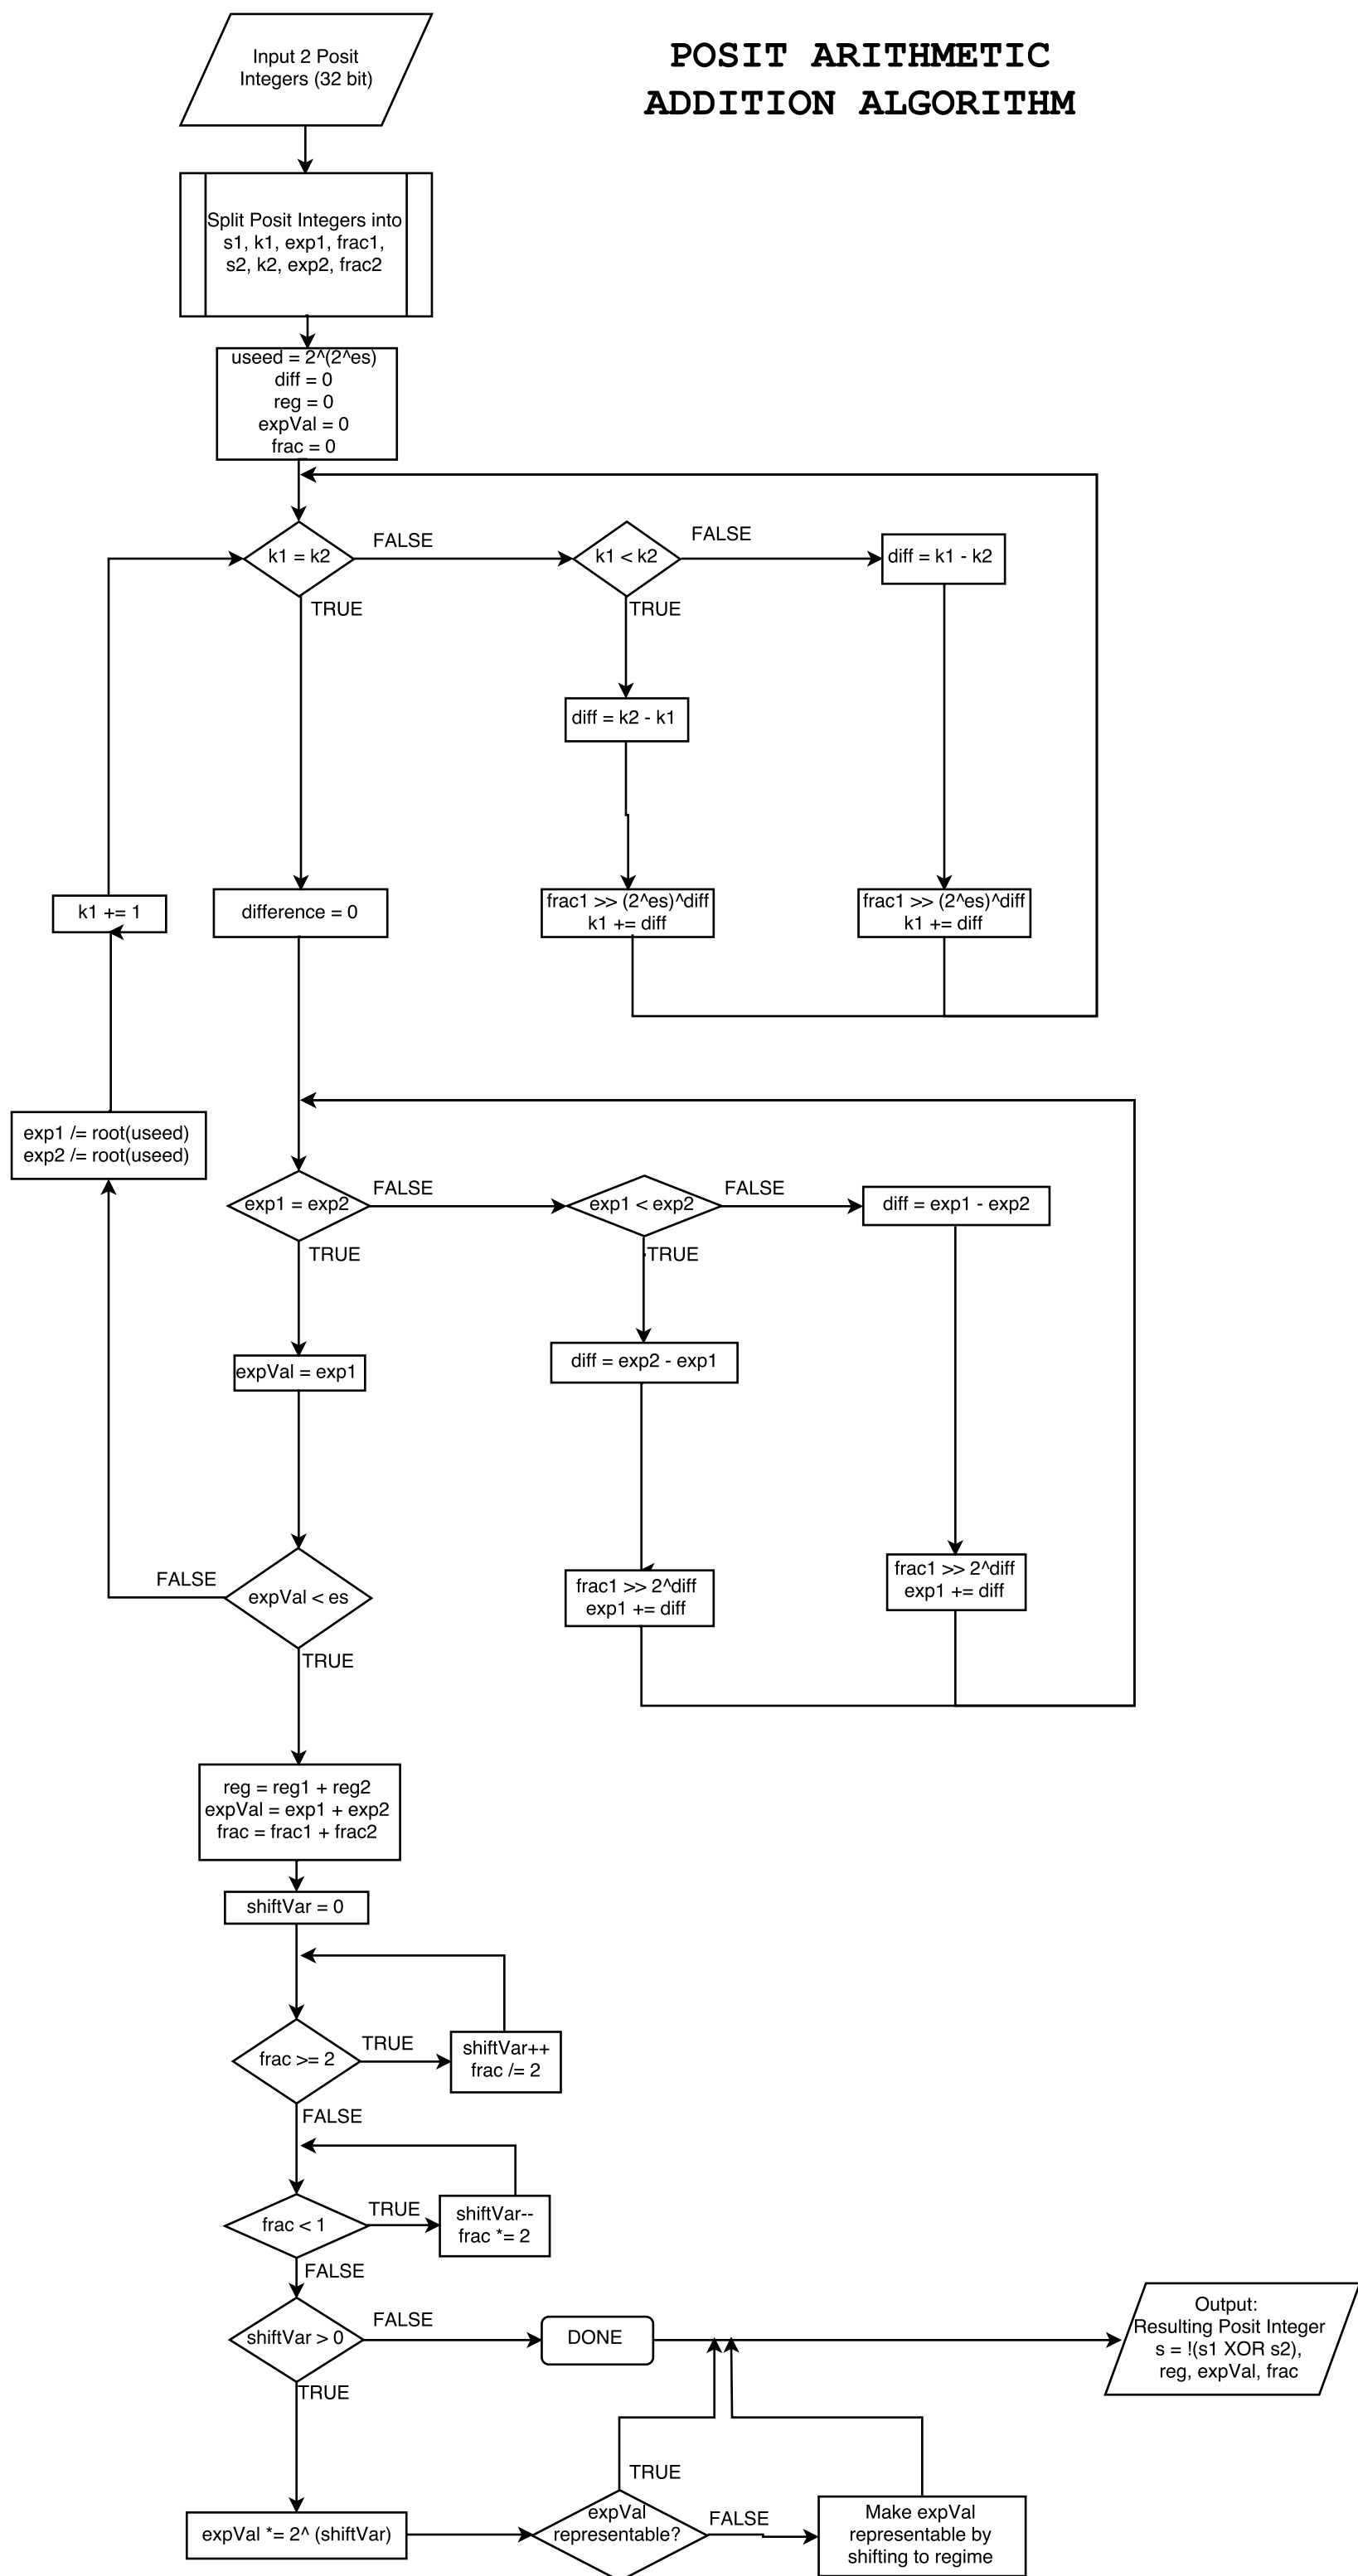 POSIT ARITHMETIC
ADDITION ALGORITHM
Input 2 Posit
Integers (32 bit)
Split Posit Integers into
s1, k1, exp1, frac1,
s2, k2, exp2, frac2
useed = 2^(2^es)
diff = 0
reg = 0
expVal = 0
frac = 0
k1 = k2
FALSE
k1 < k2
FALSE
diff = k1 - k2
TRUE
TRUE
diff = k2 - k1
k1 += 1
difference = 0
frac1 >> (2^es)^diff
k1 += diff
frac1 >> (2^es)^diff
k1 += diff
exp1 /= root(useed)
exp2 /= root(useed)
exp1 = exp2
FALSE
exp1 < exp2
FALSE
diff = exp1 - exp2
TRUE
TRUE
expVal = exp1
diff = exp2 - exp1
FALSE
expVal < es
frac1 >> 2^diff
exp1 += diff
frac1 >> 2^diff
exp1 += diff
TRUE
reg = reg1 + reg2
expVal = exp1 + exp2
frac = frac1 + frac2
shiftVar = 0
frac >= 2
TRUE
shiftVar++
frac /= 2
FALSE
frac < 1
TRUE
shiftVar--
frac *= 2
FALSE
shiftVar > 0
FALSE
DONE
Output:
Resulting Posit Integer
s = !(s1 XOR s2),
reg, expVal, frac
TRUE
expVal *= 2^ (shiftVar)
TRUE
expVal
representable?
FALSE
Make expVal
representable by
shifting to regime